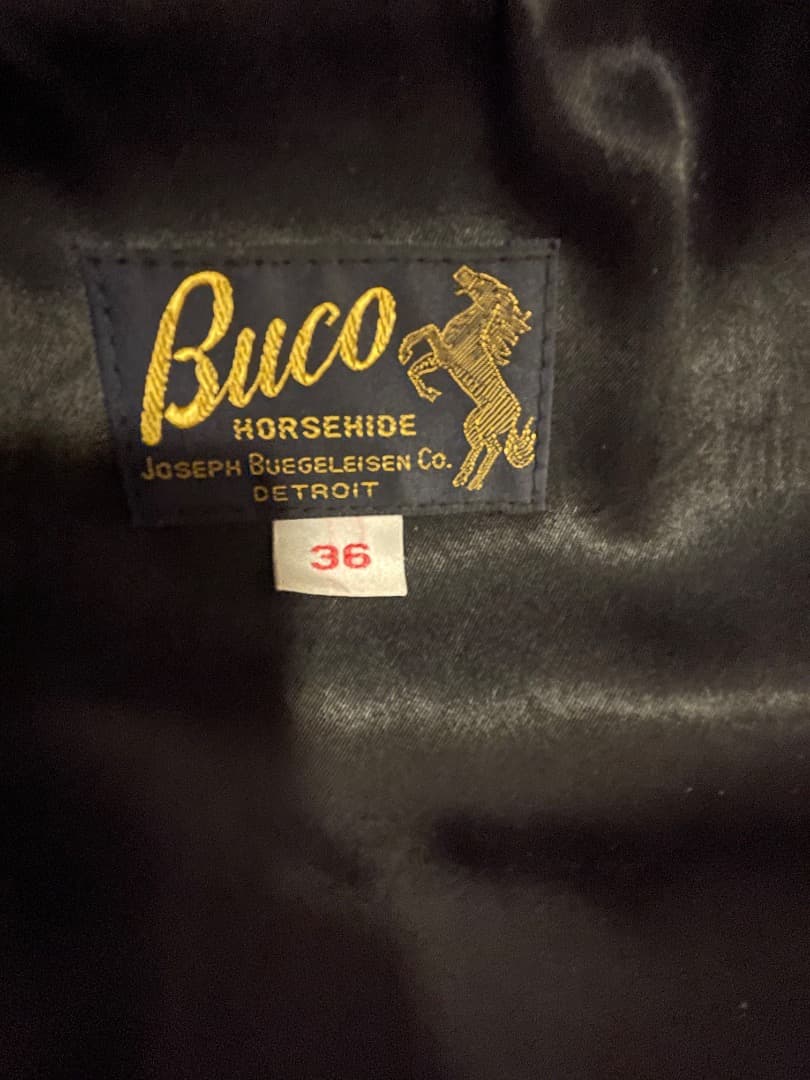 Buco
HORSEHIDE
JOSEPH BUEGELEISEN CO.
DETROIT
36